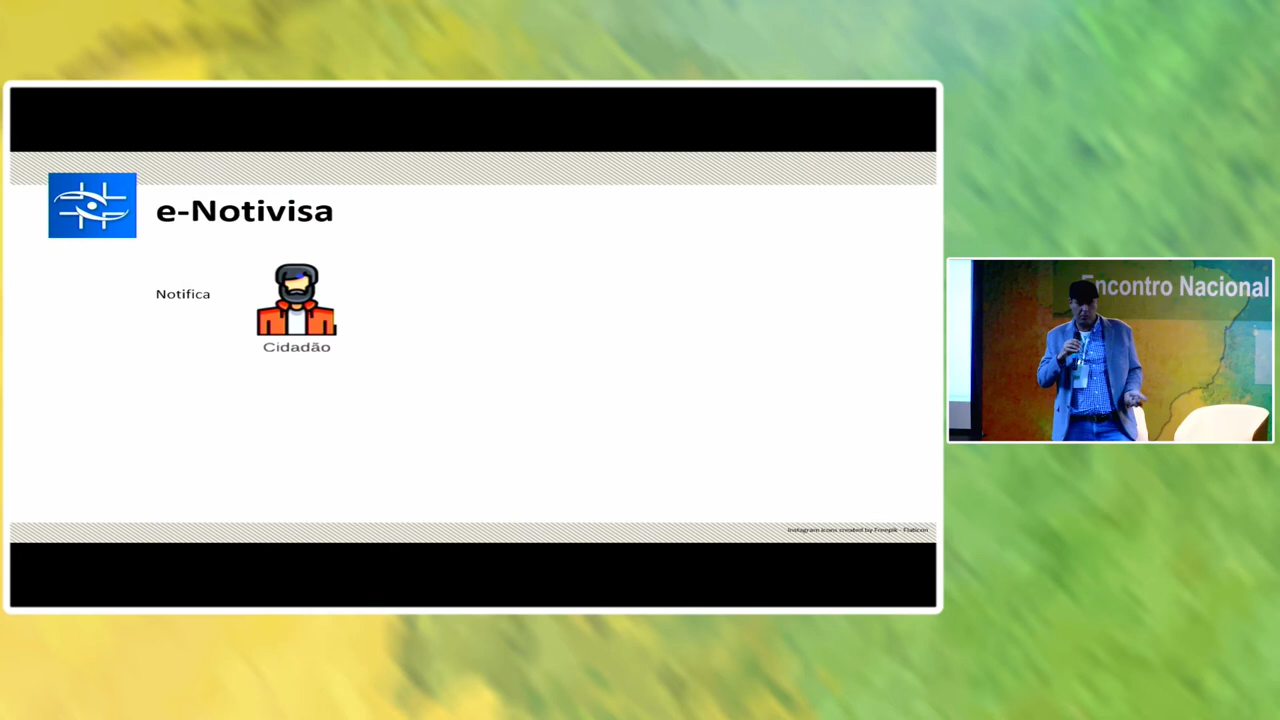 e-Notivisa
Notifica
Cidadão
Instagram icons created by Freepik - Flaticon
Encontro Nacional